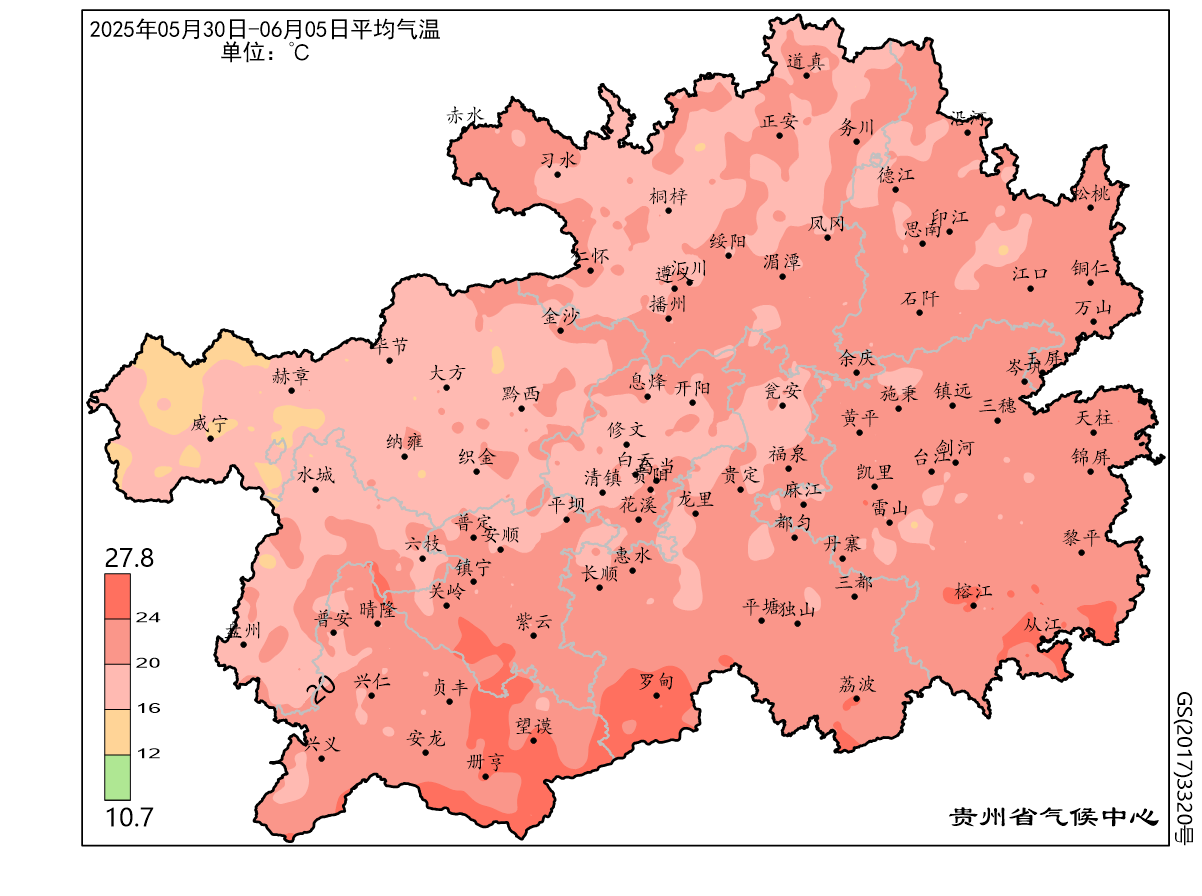 2025年05月30日-06月05日平均气温
单位：℃
道真
赤水
正安
务川
沿河
习水
德江
桐梓
松桃
凤冈
印江
思南
绥阳
仁怀
汇川
湄潭
遵义
江口
铜仁
播州
石阡
万山
金沙
毕节
余庆
玉屏
岑巩
赫章
大方
息烽
开阳
黔西
瓮安
施秉
镇远
三穗
威宁
修文
黄平
天柱
纳雍
织金
白云
乌当
福泉
台江
剑河
锦屏
水城
清镇
贵阳
贵定
凯里
麻江
平坝
花溪
龙里
雷山
普定
安顺
都匀
六枝
丹寨
黎平
惠水
镇宁
长顺
三都
关岭
榕江
晴隆
普安
紫云
平塘
独山
从江
盘州
兴仁
贞丰
罗甸
荔波
20
望谟
兴义
安龙
册亨
27.8
24
20
16
12
10.7
贵州省气候中心
GS(2017)3320号